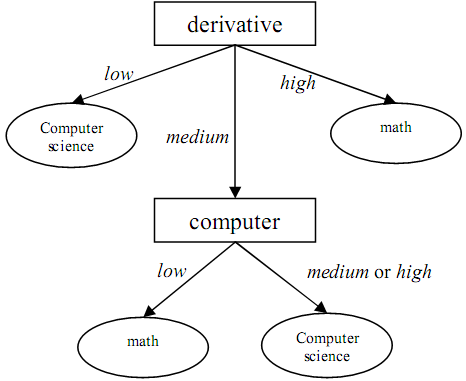 derivative
low
high
medium
Computer
science
math
computer
low
medium or high
math
Computer
science